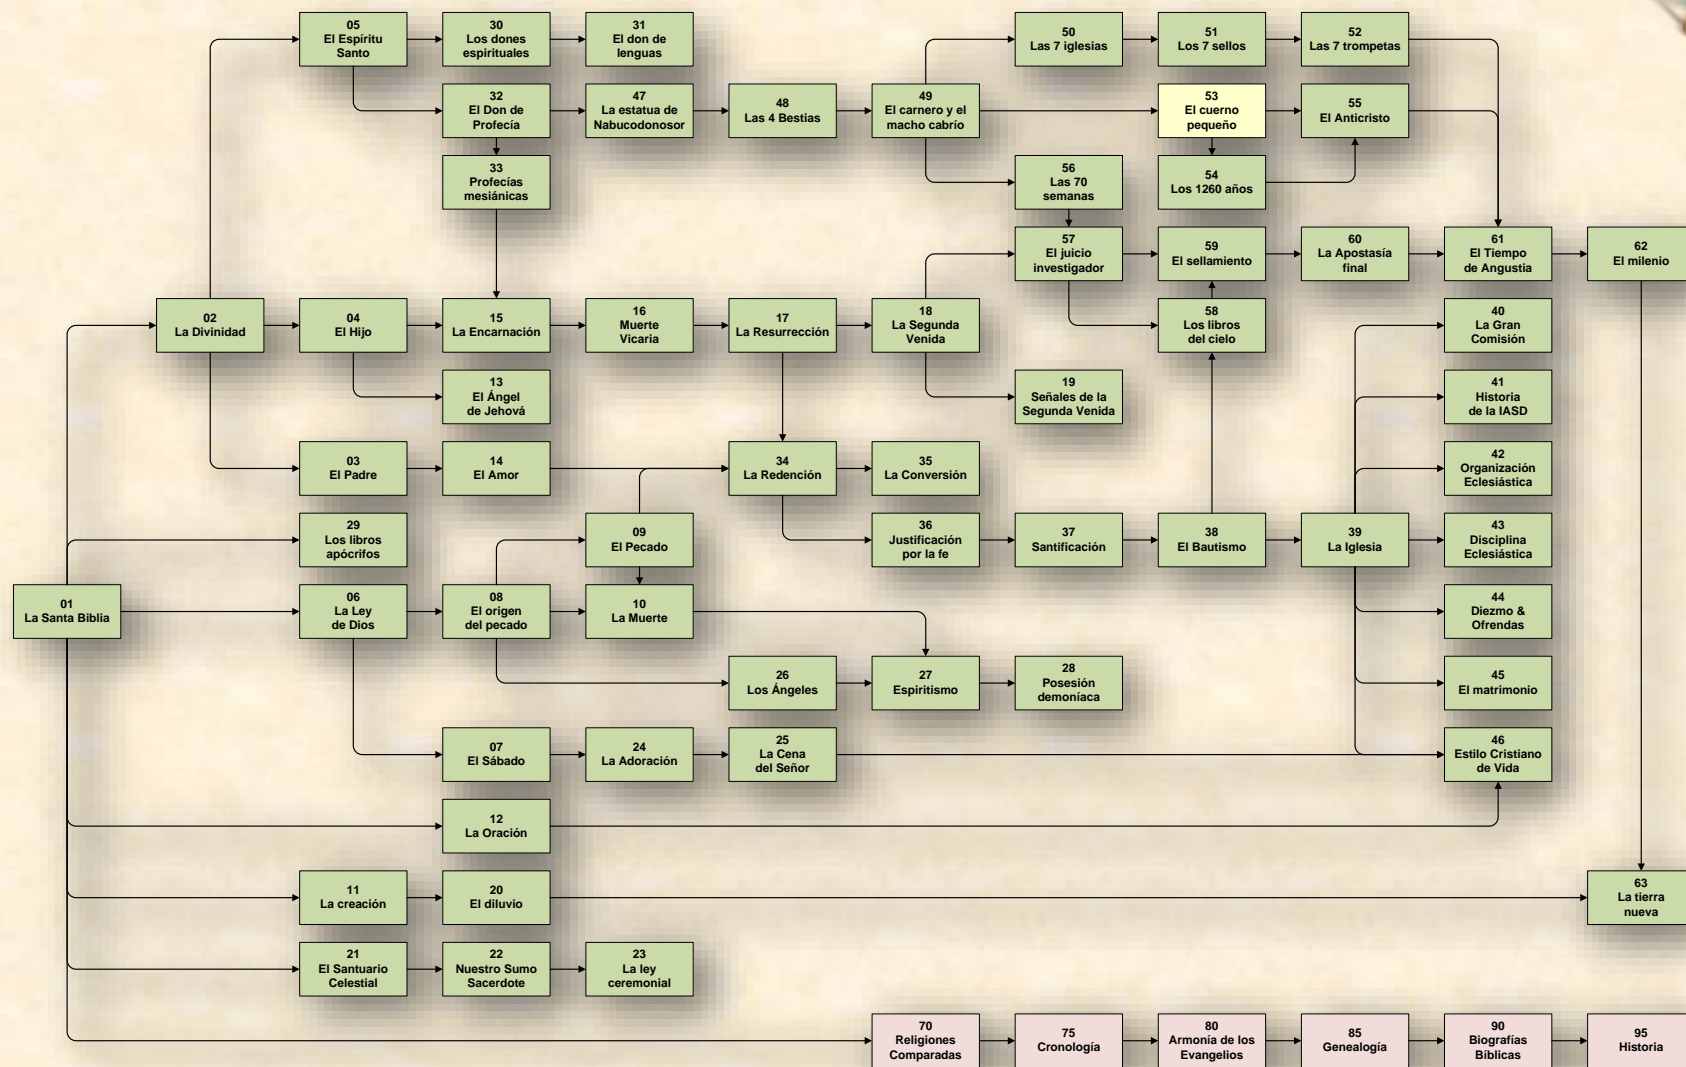 05
El Espíritu
Santo
30
Los dones
espirituales
31
El don de
lenguas
50
Las 7 iglesias
51
Los 7 sellos
52
Las 7 trompetas
32
El Don de
Profecía
47
La estatua de
Nabucodonosor
48
Las 4 Bestias
49
El carnero y el
macho cabrío
53
El cuerno
pequeño
55
El Anticristo
33
Profecías
mesiánicas
56
Las 70
semanas
54
Los 1260 años
57
El juicio
investigador
59
El sellamiento
60
La Apostasía
final
61
El Tiempo
de Angustia
62
El milenio
02
La Divinidad
04
El Hijo
15
La Encarnación
16
Muerte
Vicaria
17
La Resurrección
18
La Segunda
Venida
58
Los libros
del cielo
40
La Gran
Comisión
13
El Ángel
de Jehová
19
Señales de la
Segunda Venida
41
Historia
de la IASD
03
El Padre
14
El Amor
34
La Redención
35
La Conversión
42
Organización
Eclesiástica
29
Los libros
apócrifos
09
El Pecado
36
Justificación
por la fe
37
Santificación
38
El Bautismo
39
La Iglesia
43
Disciplina
Eclesiástica
01
La Santa Biblia
06
La Ley
de Dios
08
El origen
del pecado
10
La Muerte
44
Diezmo &
Ofrendas
26
Los Ángeles
27
Espiritismo
28
Posesión
demoníaca
45
El matrimonio
07
El Sábado
24
La Adoración
25
La Cena
del Señor
46
Estilo Cristiano
de Vida
12
La Oración
11
La creación
20
El diluvio
63
La tierra
nueva
21
El Santuario
Celestial
22
Nuestro Sumo
Sacerdote
23
La ley
ceremonial
70
Religiones
Comparadas
75
Cronología
80
Armonía de los
Evangelios
85
Genealogía
90
Biografías
Bíblicas
95
Historia